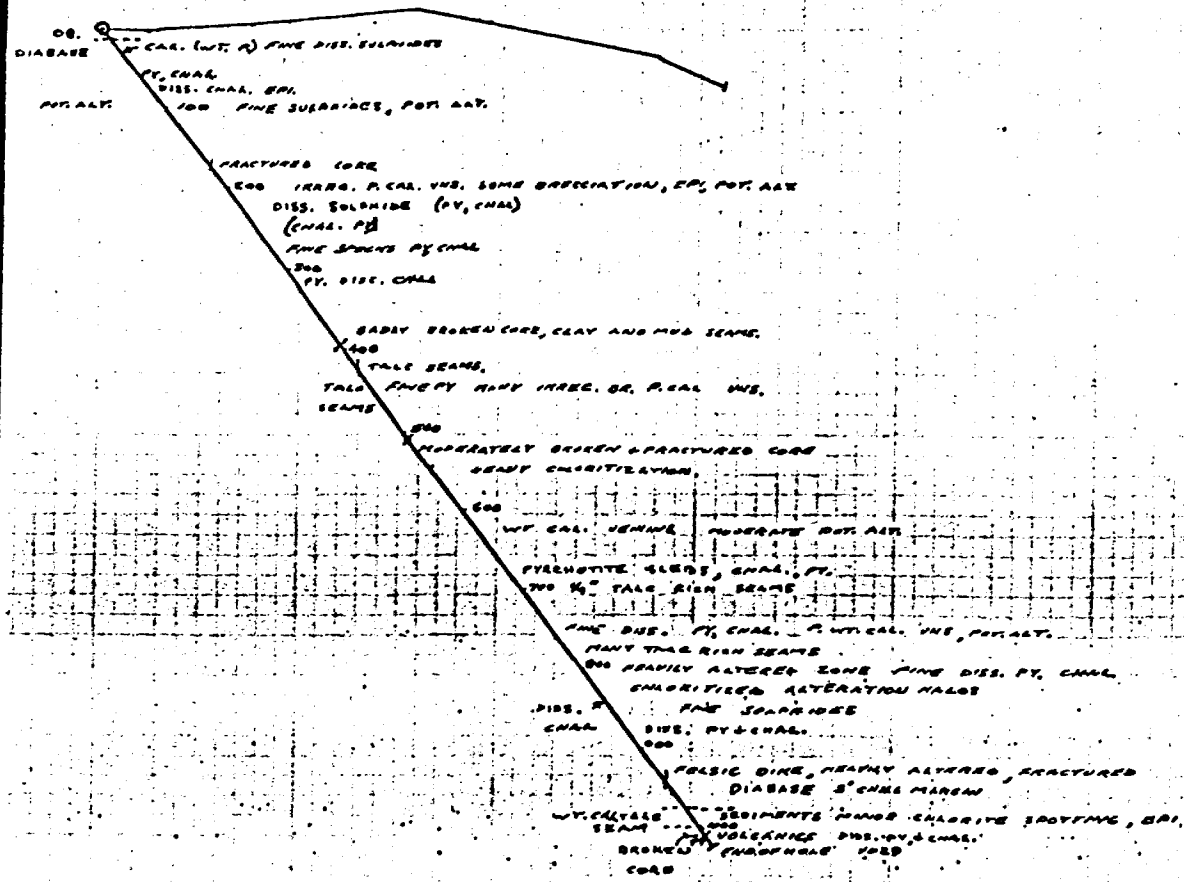 OB.
DIABASE
CAL. (WT. P.) FINE DISS. SULPHIDES
PY, CHAL.
DISS. CHAL. EPI.
POT. ALT.
100 FINE SULPHIDES, POT. ALT.
FRACTURED CORE
200 IRREG. P. CAL. VNS. SOME BRECCIATION, EPI, POT. ALT
DISS. SULPHIDE (PY, CHAL)
(CHAL. PY)
FINE SPECKS PY CHAL
300
PY. DISC. CHAL
BADLY BROKEN CORE, CLAY AND MUD SEAMS.
400
TALC SEAMS.
TALC FINE PY MANY IRREG. BR. P. CAL VNS.
SEAMS
500
MODERATELY BROKEN & FRACTURED CORE
HEAVY CHLORITIZATION.
600
WT. CAL. VEINING MODERATE POT. ALT.
PYRRHOTITE BLEBS, CHAL, PY.
700 TALC RICH SEAMS
FINE DISS. PY, CHAL. P. WT. CAL. VNS, POT. ALT.
MANY TALC RICH SEAMS
800 HEAVILY ALTERED ZONE FINE DISS. PY, CHAL
CHLORITIZED ALTERATION HALOS
DISS.
CHAL
FINE SULPHIDES
DISS. PY & CHAL.
900
FELSIC DIKE, HEAVILY ALTERED, FRACTURED
DIABASE CHILL MARGIN
WT. CAL TALC
SEAM
SEDIMENTS MINOR CHLORITE SPOTTING, EPI.
VOLCANICS DISS. PY & CHAL.
BROKEN
CORE
END OF HOLE